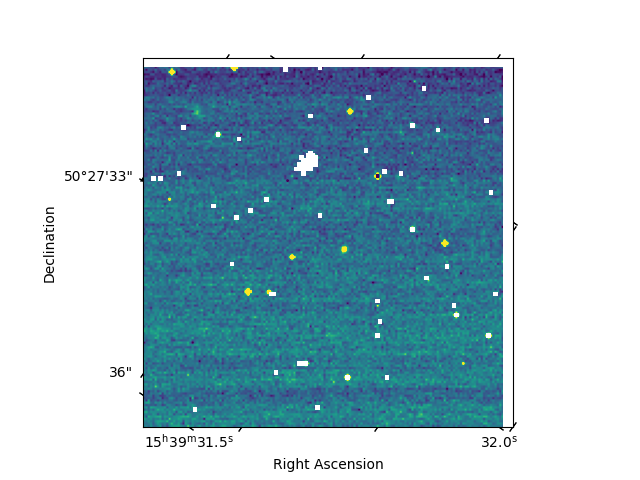 50°27'33"
Declination
36"
15ʰ39ᵐ31.5ˢ
32.0ˢ
Right Ascension